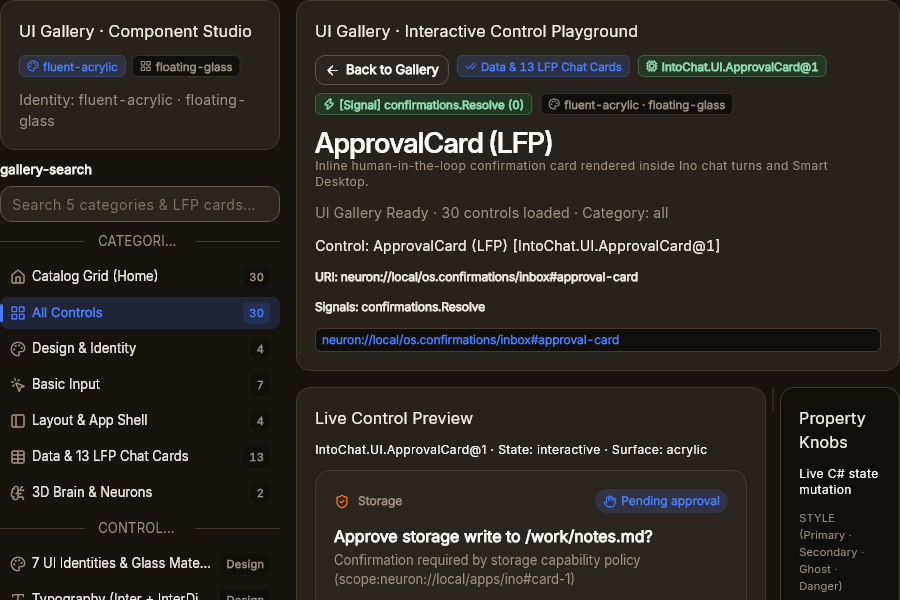 UI Gallery · Component Studio
fluent-acrylic
floating-glass
Identity: fluent-acrylic · floating-
glass
gallery-search
Search 5 categories & LFP cards...
CATEGORI...
Catalog Grid (Home) 30
All Controls 30
Design & Identity 4
Basic Input 7
Layout & App Shell 4
Data & 13 LFP Chat Cards 13
3D Brain & Neurons 2
CONTROL...
7 UI Identities & Glass Mate... Design
Typography (Inter + InterDi... Design
UI Gallery · Interactive Control Playground
← Back to Gallery
Data & 13 LFP Chat Cards
IntoChat.UI.ApprovalCard@1
[Signal] confirmations.Resolve (0)
fluent-acrylic · floating-glass
ApprovalCard (LFP)
Inline human-in-the-loop confirmation card rendered inside Ino chat turns and Smart
Desktop.
UI Gallery Ready · 30 controls loaded · Category: all
Control: ApprovalCard (LFP) [IntoChat.UI.ApprovalCard@1]
URI: neuron://local/os.confirmations/inbox#approval-card
Signals: confirmations.Resolve
neuron://local/os.confirmations/inbox#approval-card
Live Control Preview
IntoChat.UI.ApprovalCard@1 · State: interactive · Surface: acrylic
Storage
Pending approval
Approve storage write to /work/notes.md?
Confirmation required by storage capability policy
(scope:neuron://local/apps/ino#card-1)
Property
Knobs
Live C# state
mutation
STYLE
(Primary ·
Secondary ·
Ghost ·
Danger)